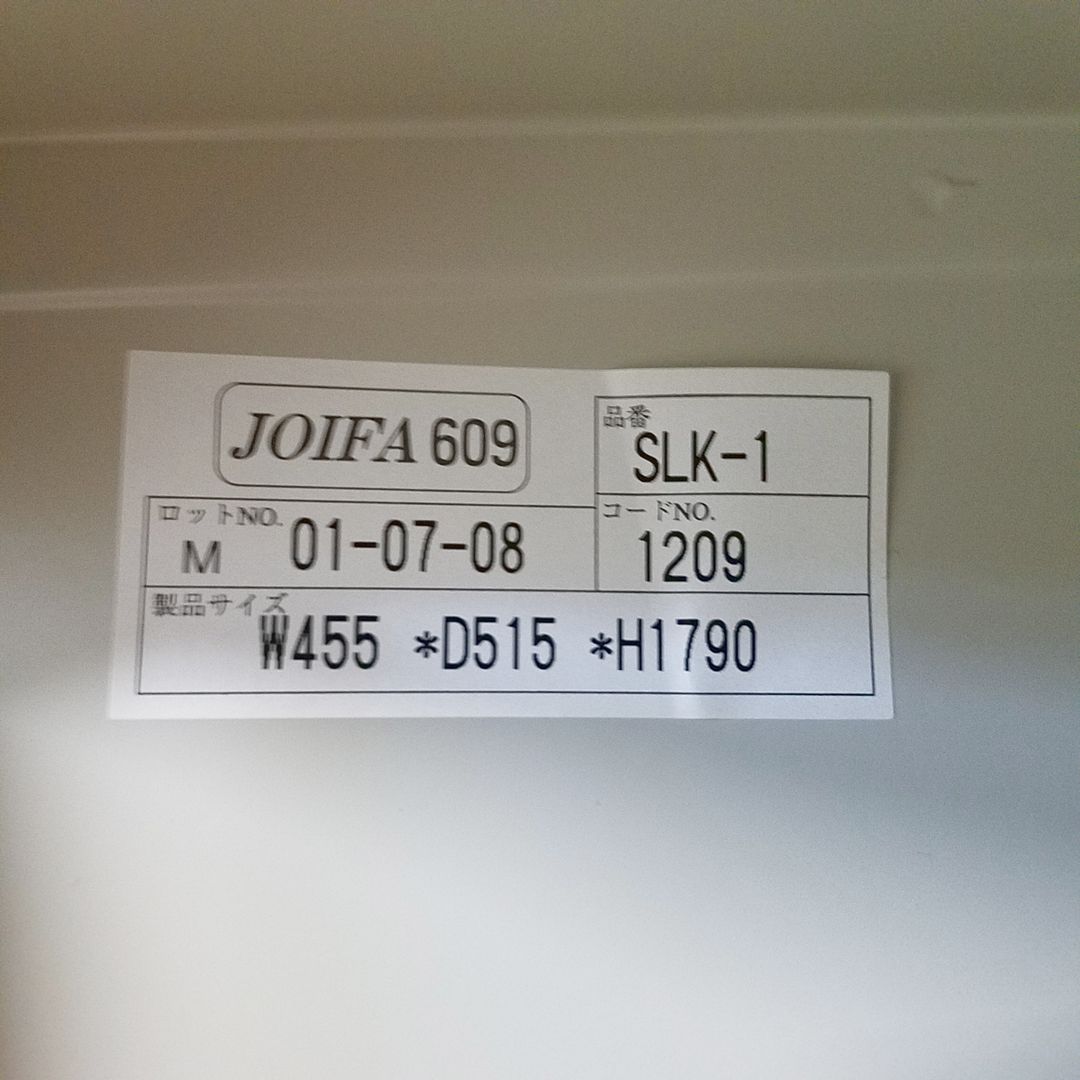 JOIFA 609
品番
SLK-1
ロットNO.
M 01-07-08
コードNO.
1209
製品サイズ
W455 *D515 *H1790